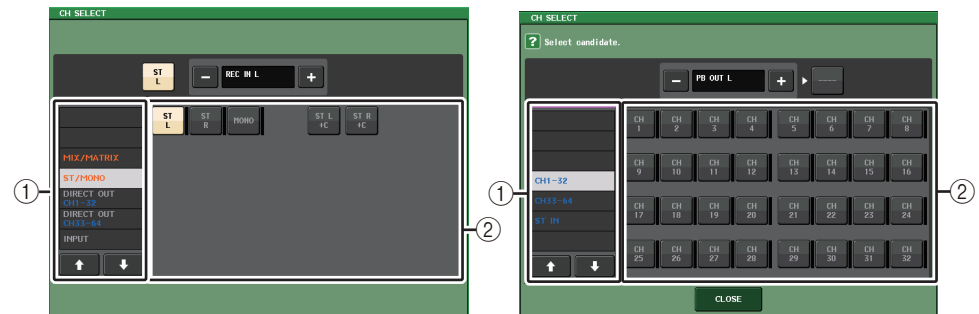 CH SELECT
ST L
−
REC IN L
+
MIX/MATRIX
ST/MONO
DIRECT OUT
CH1-32
DIRECT OUT
CH33-64
INPUT
ST L
ST R
MONO
ST L +C
ST R +C
1
2
CH SELECT
? Select candidate.
−
PB OUT L
+
----
CH1-32
CH33-64
ST IN
CH 1
CH 2
CH 3
CH 4
CH 5
CH 6
CH 7
CH 8
CH 9
CH 10
CH 11
CH 12
CH 13
CH 14
CH 15
CH 16
CH 17
CH 18
CH 19
CH 20
CH 21
CH 22
CH 23
CH 24
CH 25
CH 26
CH 27
CH 28
CH 29
CH 30
CH 31
CH 32
CLOSE
1
2